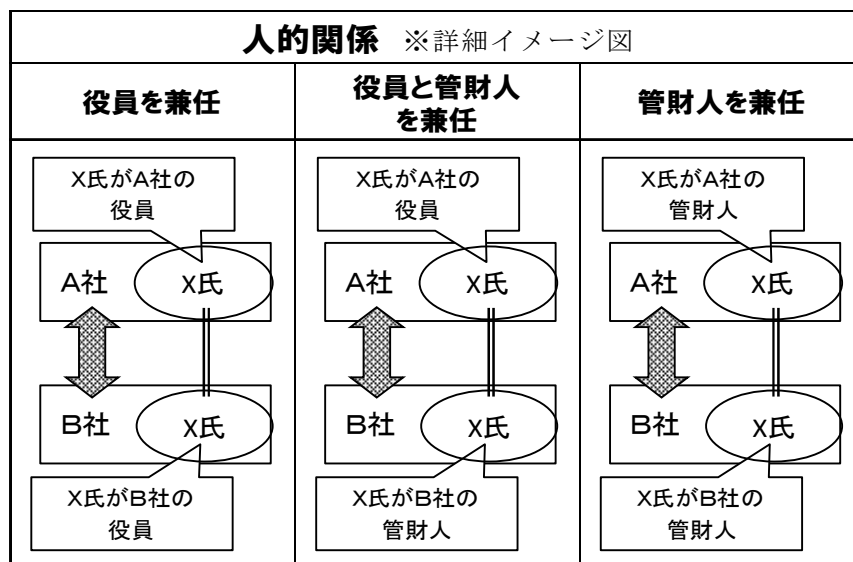 人的関係 ※詳細イメージ図
役員を兼任
役員と管財人
を兼任
管財人を兼任
X氏がA社の
役員
A社
X氏
B社
X氏
X氏がB社の
役員
X氏がA社の
役員
A社
X氏
B社
X氏
X氏がB社の
管財人
X氏がA社の
管財人
A社
X氏
B社
X氏
X氏がB社の
管財人